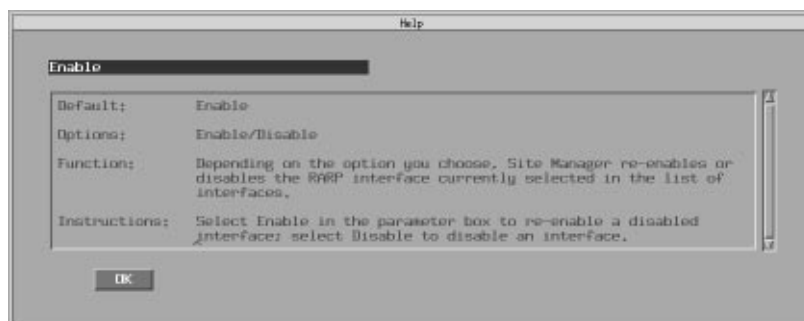 Help
Enable
Default: Enable
Options: Enable/Disable
Function: Depending on the option you choose, Site Manager re-enables or
disables the RARP interface currently selected in the list of
interfaces.
Instructions: Select Enable in the parameter box to re-enable a disabled
interface; select Disable to disable an interface.
OK